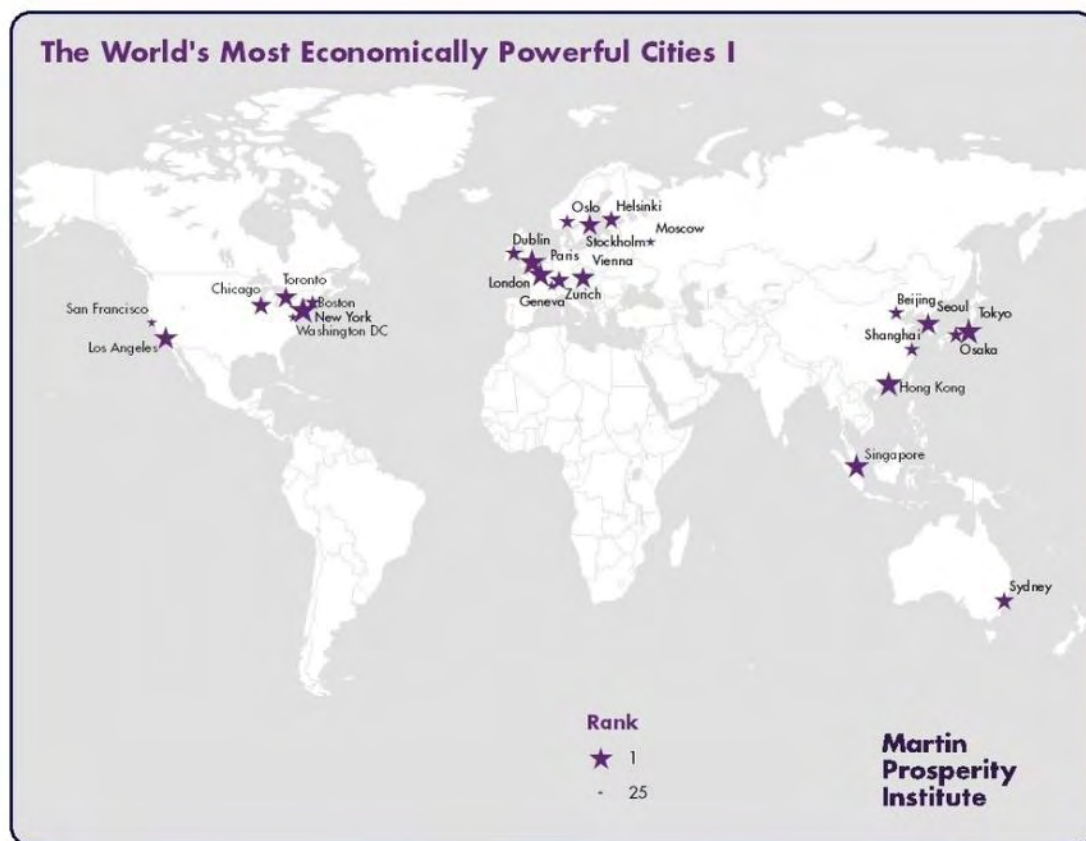 The World's Most Economically Powerful Cities I
Oslo
Helsinki
Dublin
Stockholm
Moscow
Paris
Vienna
London
Geneva
Zurich
Toronto
Chicago
Boston
San Francisco
New York
Washington DC
Los Angeles
Beijing
Seoul
Tokyo
Shanghai
Osaka
Hong Kong
Singapore
Sydney
Rank
1
25
Martin
Prosperity
Institute